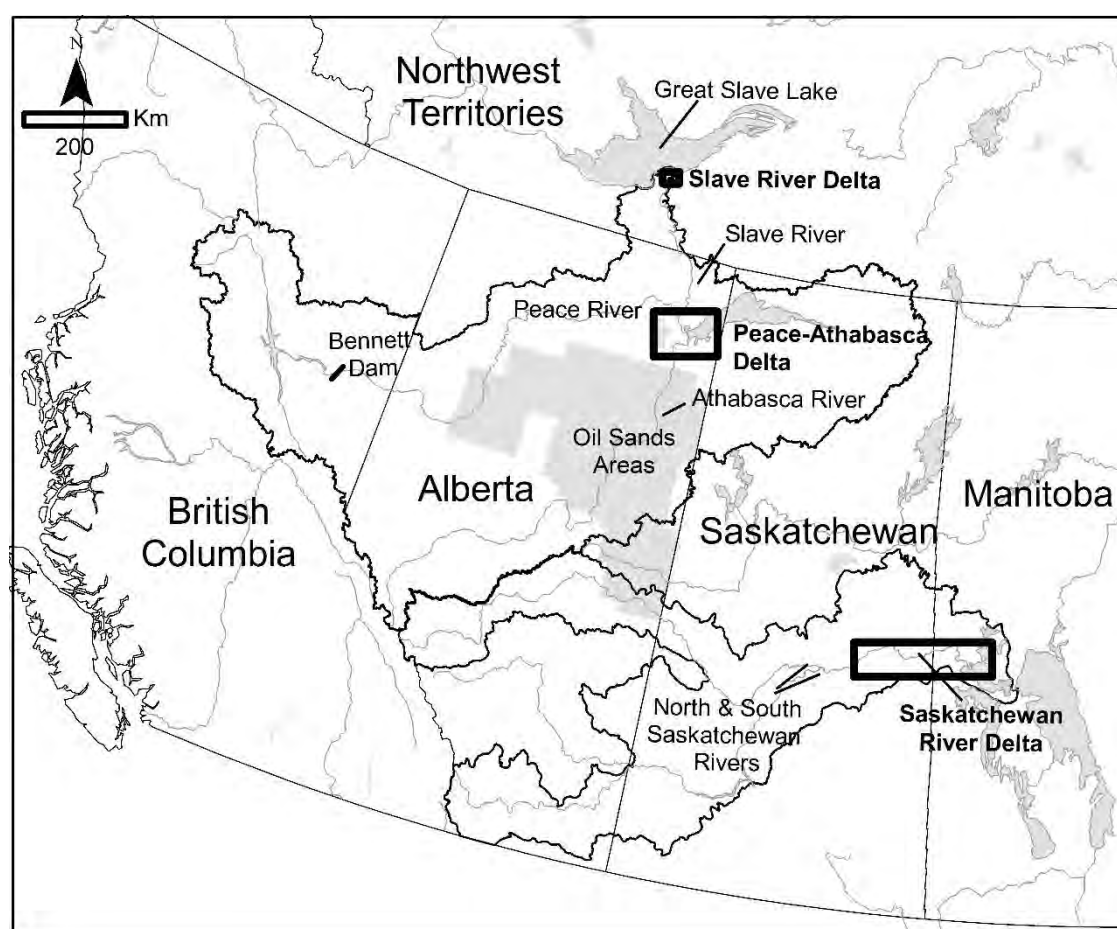 N
Km
200
Northwest
Territories
Great Slave Lake
Slave River Delta
Slave River
Peace River
Bennett
Dam
Peace-Athabasca
Delta
Athabasca River
Oil Sands
Areas
Alberta
British
Columbia
Saskatchewan
Manitoba
North & South
Saskatchewan
Rivers
Saskatchewan
River Delta